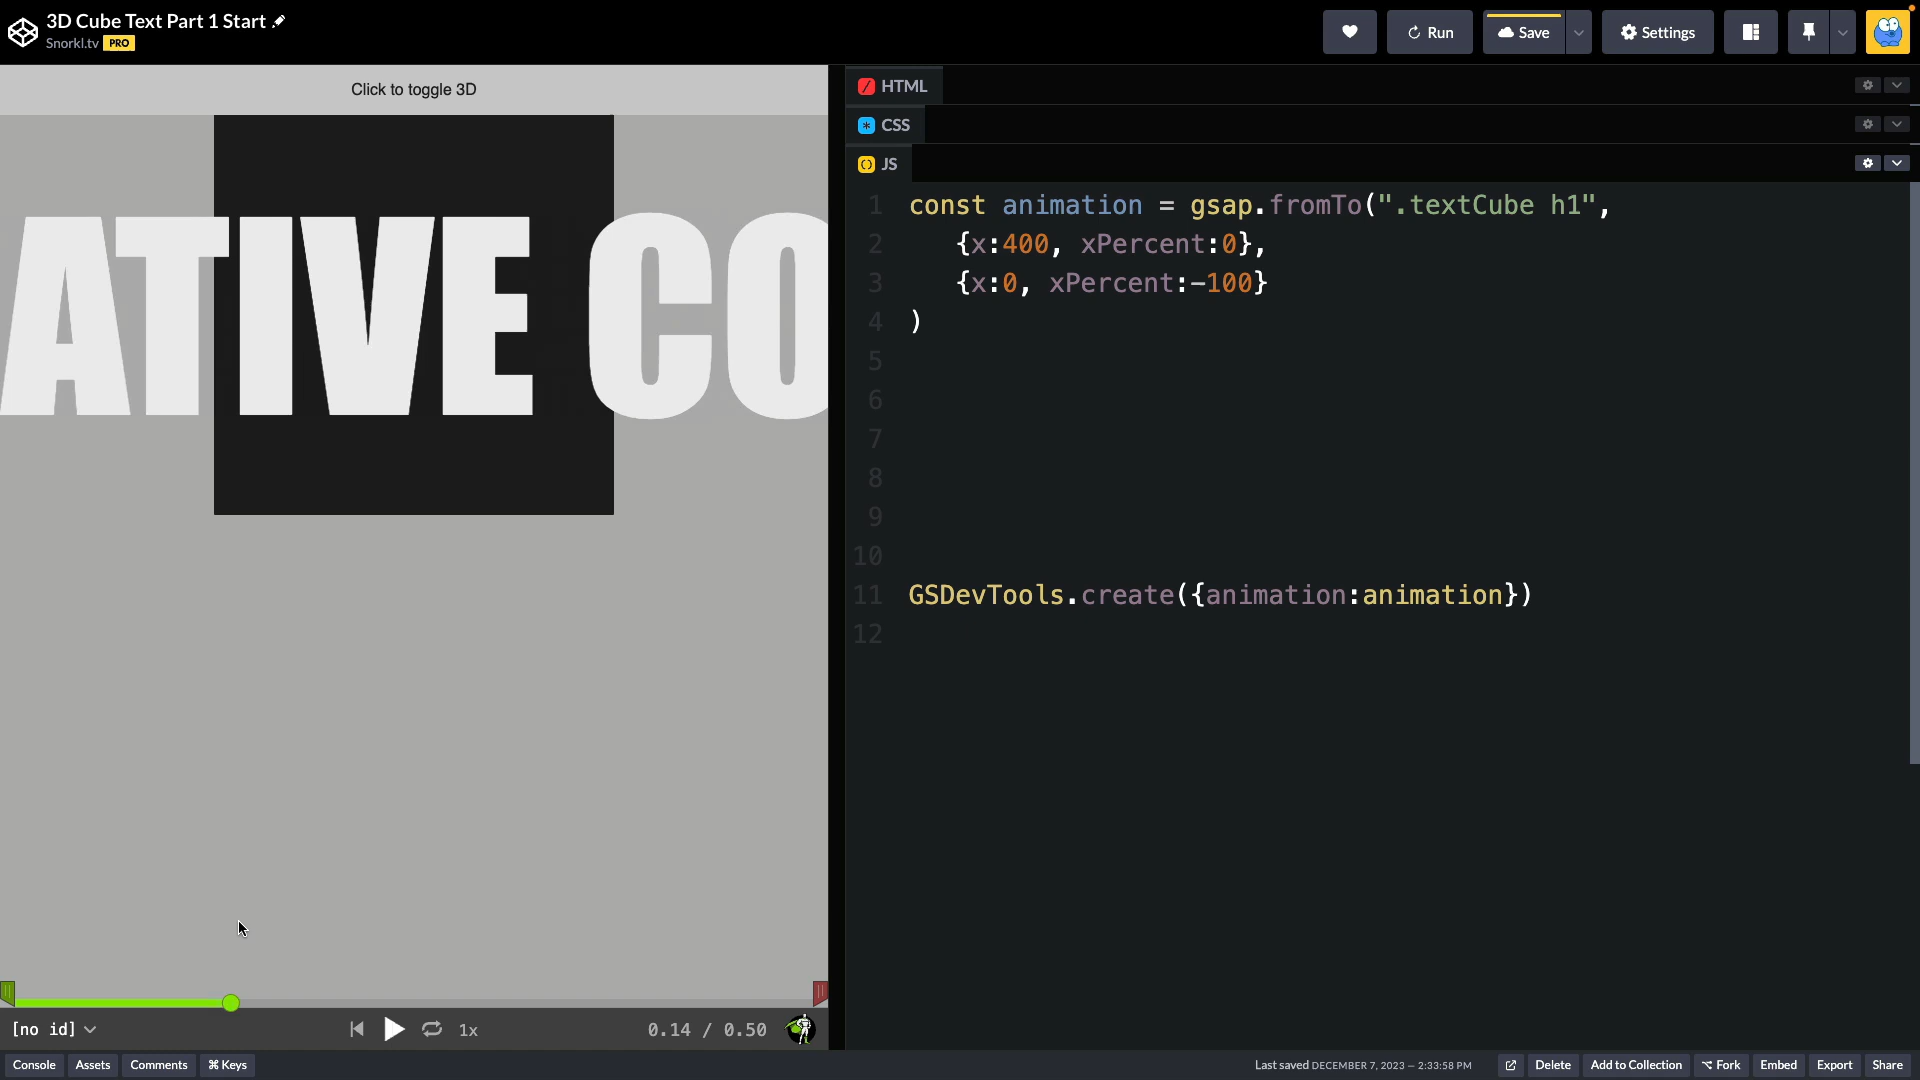 3D Cube Text Part 1 Start
Snorkl.tv PRO
Run
Save
Settings
Click to toggle 3D
ATIVE CO
HTML
CSS
JS
1 const animation = gsap.fromTo(".textCube h1",
2 {x:400, xPercent:0},
3 {x:0, xPercent:-100}
4 )
5
6
7
8
9
10
11 GSDevTools.create({animation:animation})
12
[no id] 1x 0.14 / 0.50
Console Assets Comments ⌘ Keys Last saved DECEMBER 7, 2023 — 2:33:58 PM Delete Add to Collection ⌥ Fork Embed Export Share